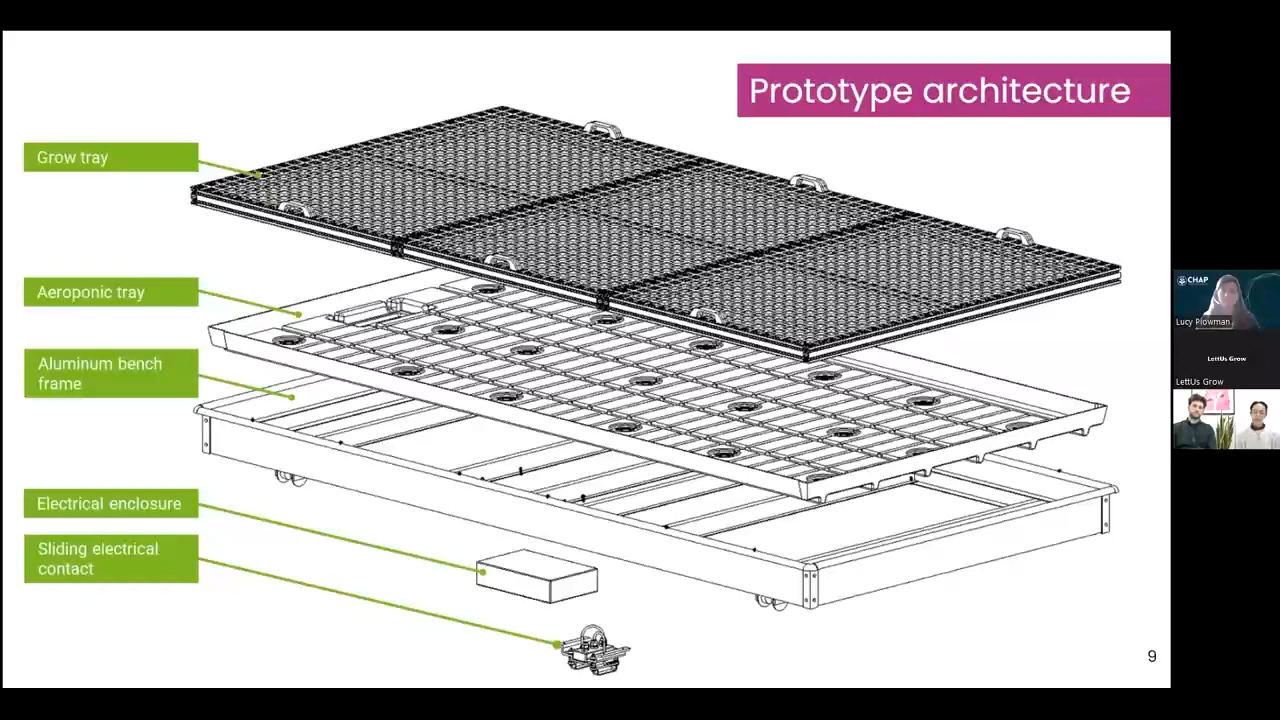 Prototype architecture
Grow tray
Aeroponic tray
Aluminum bench
frame
Electrical enclosure
Sliding electrical
contact
9
CHAP
Lucy Plowman
LettUs Grow
LettUs Grow